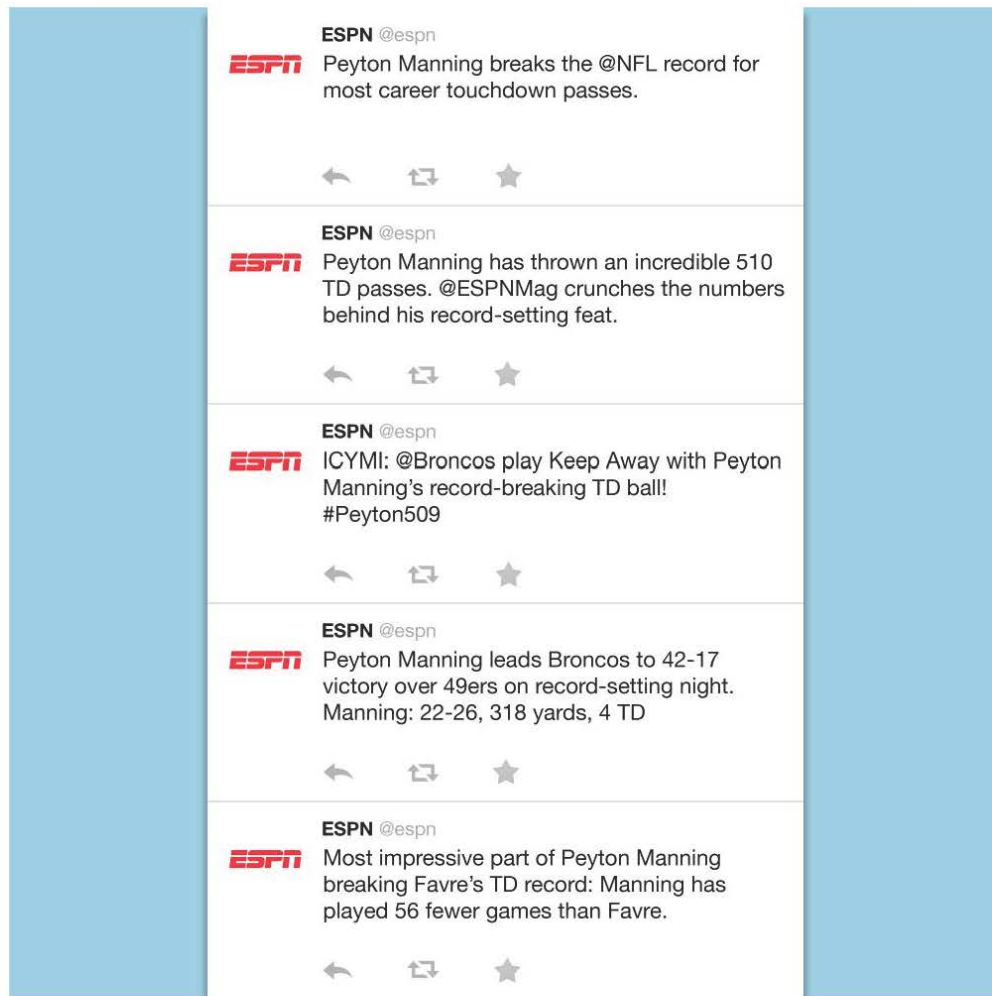 ESPN @espn
ESPN
Peyton Manning breaks the @NFL record for
most career touchdown passes.
ESPN @espn
ESPN
Peyton Manning has thrown an incredible 510
TD passes. @ESPNMag crunches the numbers
behind his record-setting feat.
ESPN @espn
ESPN
ICYMI: @Broncos play Keep Away with Peyton
Manning’s record-breaking TD ball!
#Peyton509
ESPN @espn
ESPN
Peyton Manning leads Broncos to 42-17
victory over 49ers on record-setting night.
Manning: 22-26, 318 yards, 4 TD
ESPN @espn
ESPN
Most impressive part of Peyton Manning
breaking Favre’s TD record: Manning has
played 56 fewer games than Favre.